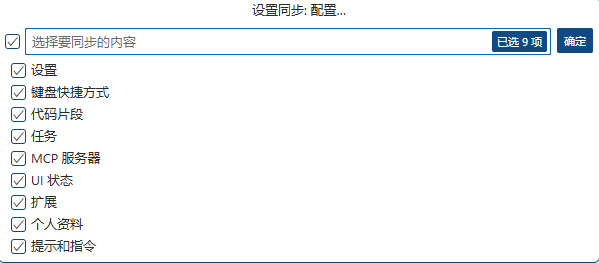 设置同步: 配置...
选择要同步的内容 已选 9 项 确定
设置
键盘快捷方式
代码片段
任务
MCP 服务器
UI 状态
扩展
个人资料
提示和指令